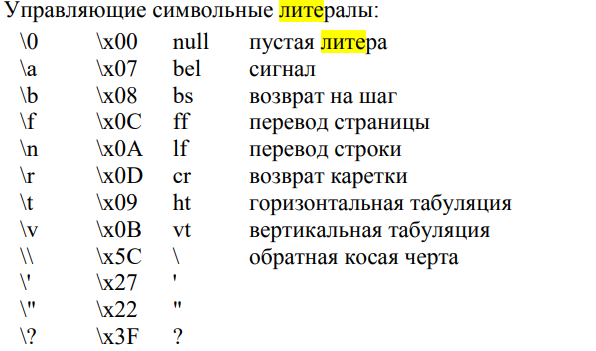 Управляющие символьные литералы:
\0 \x00 null пустая литера
\a \x07 bel сигнал
\b \x08 bs возврат на шаг
\f \x0C ff перевод страницы
\n \x0A lf перевод строки
\r \x0D cr возврат каретки
\t \x09 ht горизонтальная табуляция
\v \x0B vt вертикальная табуляция
\\ \x5C \ обратная косая черта
\' \x27 '
\" \x22 "
\? \x3F ?